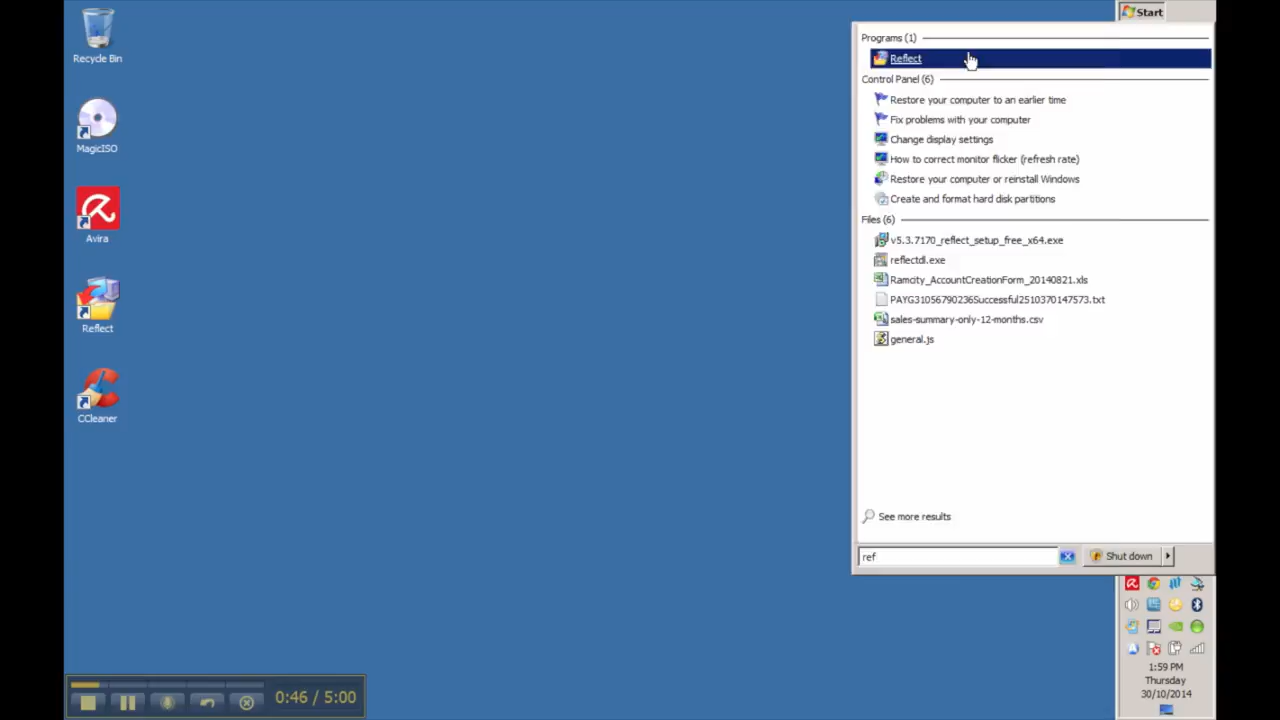 Recycle Bin
MagicISO
Avira
Reflect
CCleaner
Start
Programs (1)
Reflect
Control Panel (6)
Restore your computer to an earlier time
Fix problems with your computer
Change display settings
How to correct monitor flicker (refresh rate)
Restore your computer or reinstall Windows
Create and format hard disk partitions
Files (6)
v5.3.7170_reflect_setup_free_x64.exe
reflectdl.exe
Ramcity_AccountCreationForm_20140821.xls
PAYG31056790236Successful2510370147573.txt
sales-summary-only-12-months.csv
general.js
See more results
ref
Shut down
1:59 PM
Thursday
30/10/2014
0:46 / 5:00